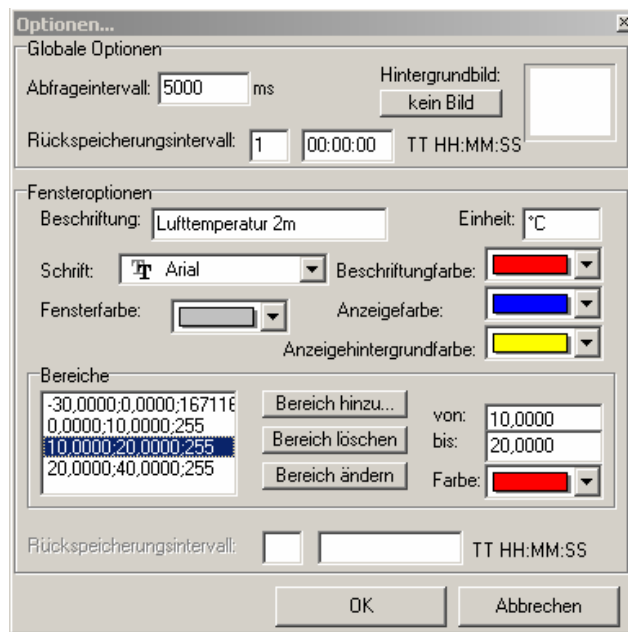 Optionen...
Globale Optionen
Abfrageintervall: 5000 ms
Hintergrundbild:
kein Bild
Rückspeicherungsintervall: 1 00:00:00 TT HH:MM:SS
Fensteroptionen
Beschriftung: Lufttemperatur 2m Einheit: °C
Schrift: Arial Beschriftungfarbe:
Fensterfarbe: Anzeigefarbe:
Anzeigehintergrundfarbe:
Bereiche
-30,0000;0,0000;167116
0,0000;10,0000;255
10,0000;20,0000;255
20,0000;40,0000;255
Bereich hinzu...
Bereich löschen
Bereich ändern
von: 10,0000
bis: 20,0000
Farbe:
Rückspeicherungsintervall: TT HH:MM:SS
OK Abbrechen